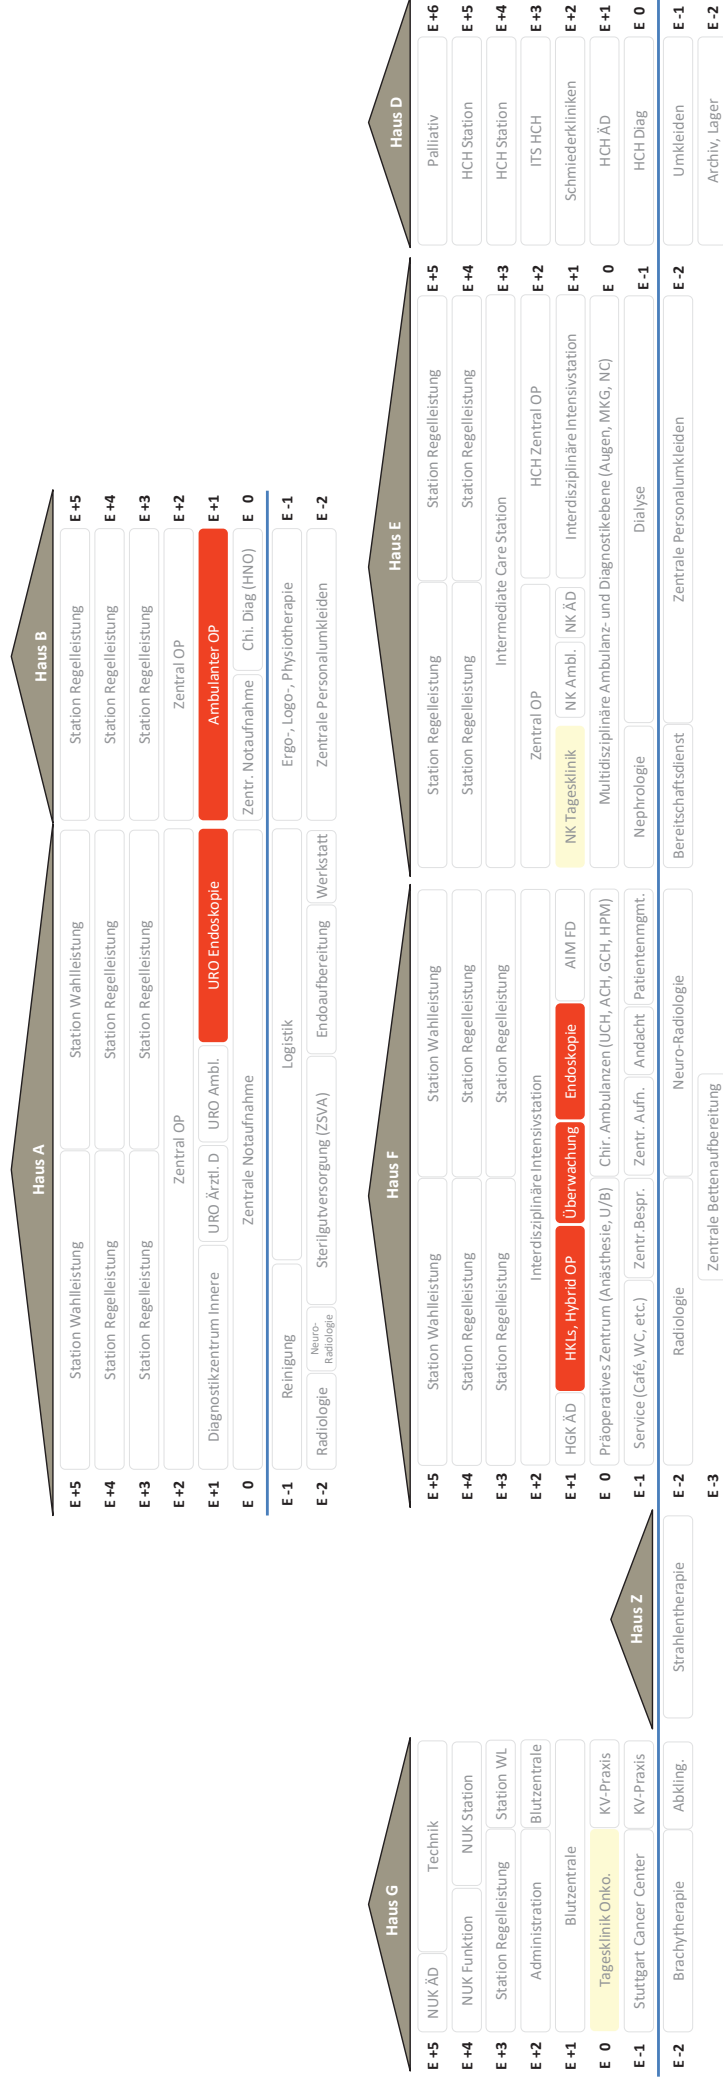 Haus A
Haus B
E +5
Station Wahlleistung
Station Wahlleistung
Station Regelleistung
E +5
E +4
Station Regelleistung
Station Regelleistung
Station Regelleistung
E +4
E +3
Station Regelleistung
Station Regelleistung
Station Regelleistung
E +3
E +2
Zentral OP
Zentral OP
E +2
E +1
Diagnostikzentrum Innere
URO Ärztl. D
URO Ambl.
URO Endoskopie
Ambulanter OP
E +1
E 0
Zentrale Notaufnahme
Zentr. Notaufnahme
Chi. Diag (HNO)
E 0
E -1
Reinigung
Logistik
Ergo-, Logo-, Physiotherapie
E -1
E -2
Radiologie
Neuro-
Radiologie
Sterilgutversorgung (ZSVA)
Endoaufbereitung
Werkstatt
Zentrale Personalumkleiden
E -2
Haus G
E +5
NUK ÄD
Technik
E +4
NUK Funktion
NUK Station
E +3
Station Regelleistung
Station WL
E +2
Administration
Blutzentrale
E +1
Blutzentrale
E 0
Tagesklinik Onko.
KV-Praxis
E -1
Stuttgart Cancer Center
KV-Praxis
E -2
Brachytherapie
Abkling.
Haus Z
Strahlentherapie
Haus F
E +5
Station Wahlleistung
Station Wahlleistung
E +4
Station Regelleistung
Station Regelleistung
E +3
Station Regelleistung
Station Regelleistung
E +2
Interdisziplinäre Intensivstation
E +1
HGK ÄD
HKLs, Hybrid OP
Überwachung
Endoskopie
AIM FD
E 0
Präoperatives Zentrum (Anästhesie, U/B)
Chir. Ambulanzen (UCH, ACH, GCH, HPM)
E -1
Service (Café, WC, etc.)
Zentr.Bespr.
Zentr. Aufn.
Andacht
Patientenmgmt.
E -2
Radiologie
Neuro-Radiologie
E -3
Zentrale Bettenaufbereitung
Haus E
Station Regelleistung
Station Regelleistung
E +5
Station Regelleistung
Station Regelleistung
E +4
Intermediate Care Station
E +3
Zentral OP
HCH Zentral OP
E +2
NK Tagesklinik
NK Ambl.
NK ÄD
Interdisziplinäre Intensivstation
E +1
Multidisziplinäre Ambulanz- und Diagnostikebene (Augen, MKG, NC)
E 0
Nephrologie
Dialyse
E -1
Bereitschaftsdienst
Zentrale Personalumkleiden
E -2
Haus D
Palliativ
E +6
HCH Station
E +5
HCH Station
E +4
ITS HCH
E +3
Schmiederkliniken
E +2
HCH ÄD
E +1
HCH Diag
E 0
Umkleiden
E -1
Archiv, Lager
E -2